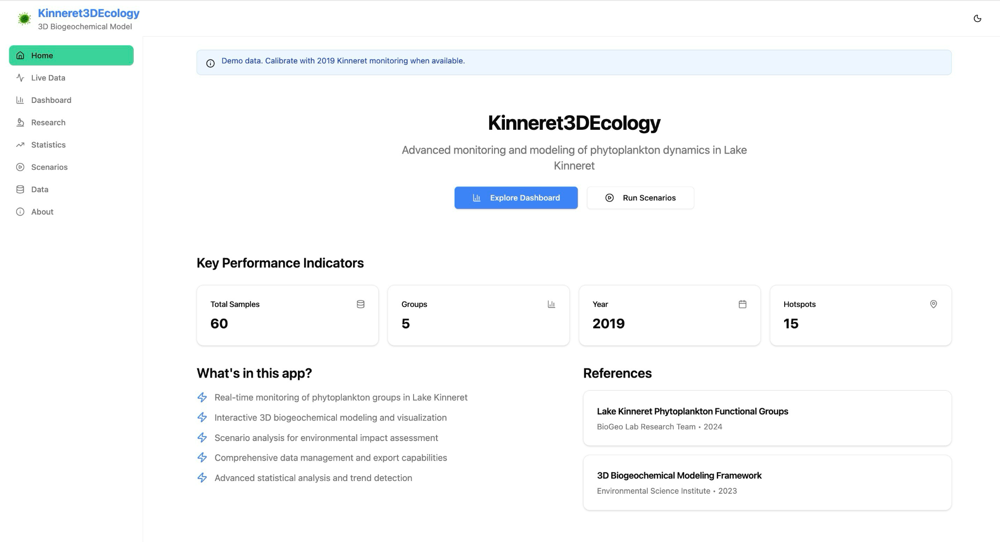 Kinneret3DEcology
3D Biogeochemical Model
Home
Live Data
Dashboard
Research
Statistics
Scenarios
Data
About
Demo data. Calibrate with 2019 Kinneret monitoring when available.
Kinneret3DEcology
Advanced monitoring and modeling of phytoplankton dynamics in Lake
Kinneret
Explore Dashboard
Run Scenarios
Key Performance Indicators
Total Samples
60
Groups
5
Year
2019
Hotspots
15
What's in this app?
Real-time monitoring of phytoplankton groups in Lake Kinneret
Interactive 3D biogeochemical modeling and visualization
Scenario analysis for environmental impact assessment
Comprehensive data management and export capabilities
Advanced statistical analysis and trend detection
References
Lake Kinneret Phytoplankton Functional Groups
BioGeo Lab Research Team • 2024
3D Biogeochemical Modeling Framework
Environmental Science Institute • 2023